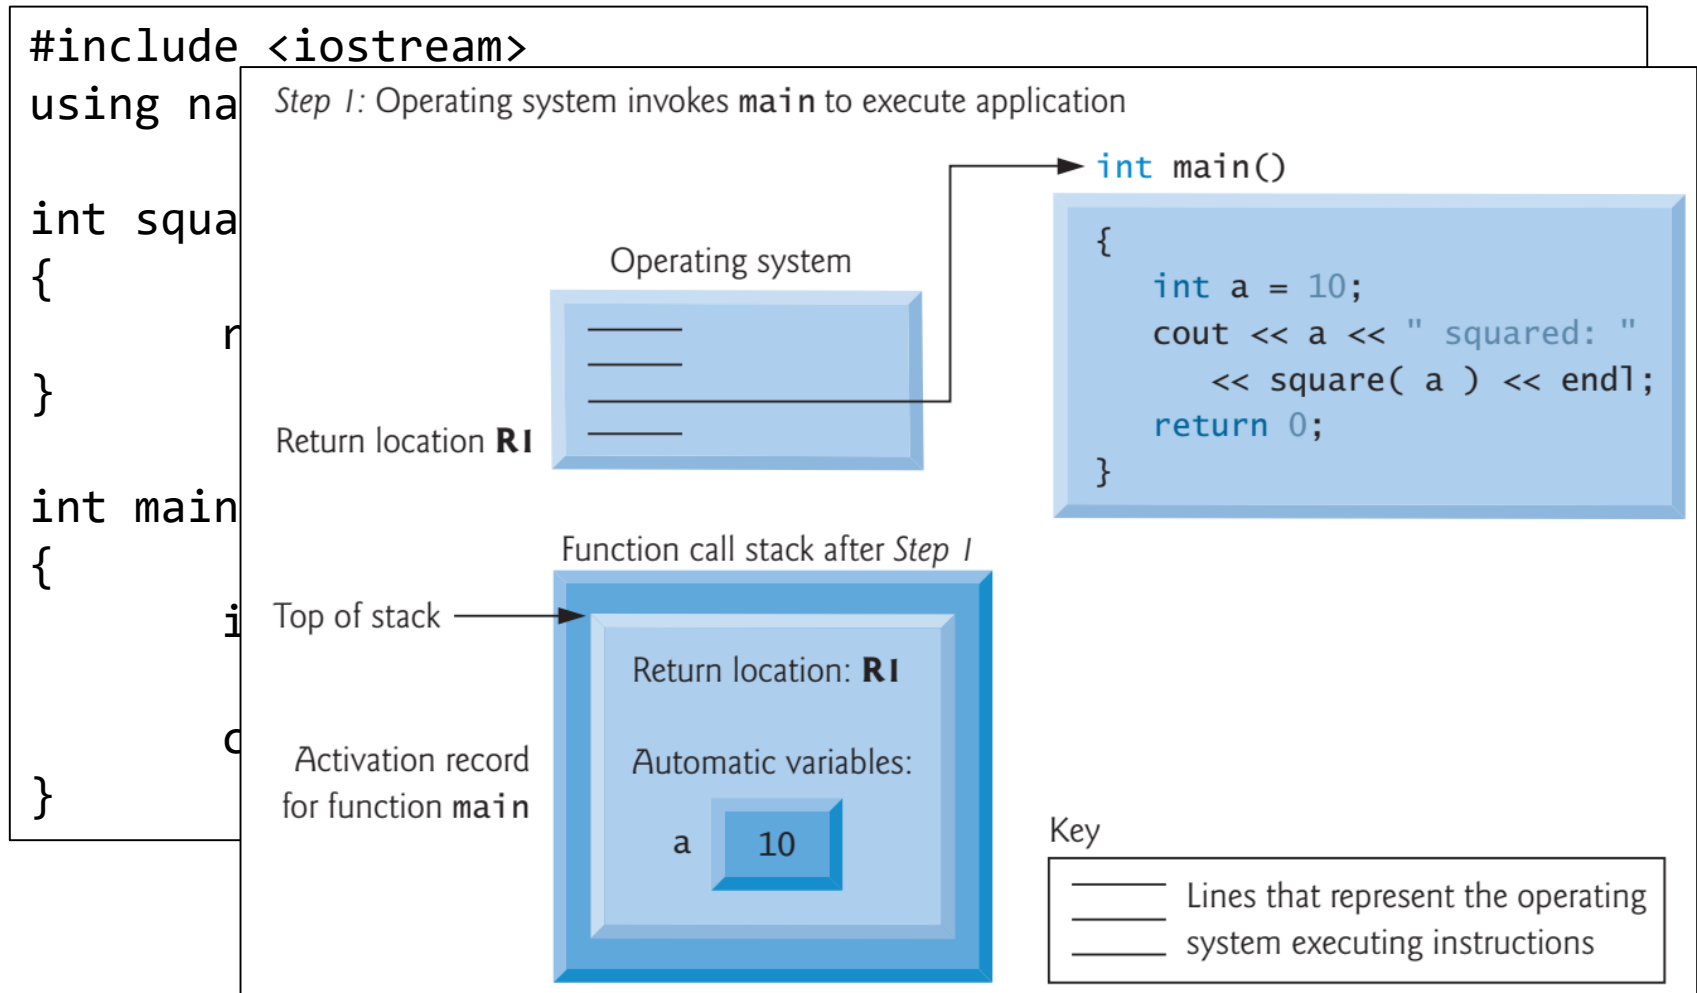 #include <iostream>
using na
int squa
{
r
}
int main
{
i
c
}
Step 1: Operating system invokes main to execute application
int main()
{
int a = 10;
cout << a << " squared: "
<< square( a ) << endl;
return 0;
}
Operating system
Return location R1
Function call stack after Step 1
Top of stack
Return location: R1
Activation record
for function main
Automatic variables:
a 10
Key
Lines that represent the operating
system executing instructions